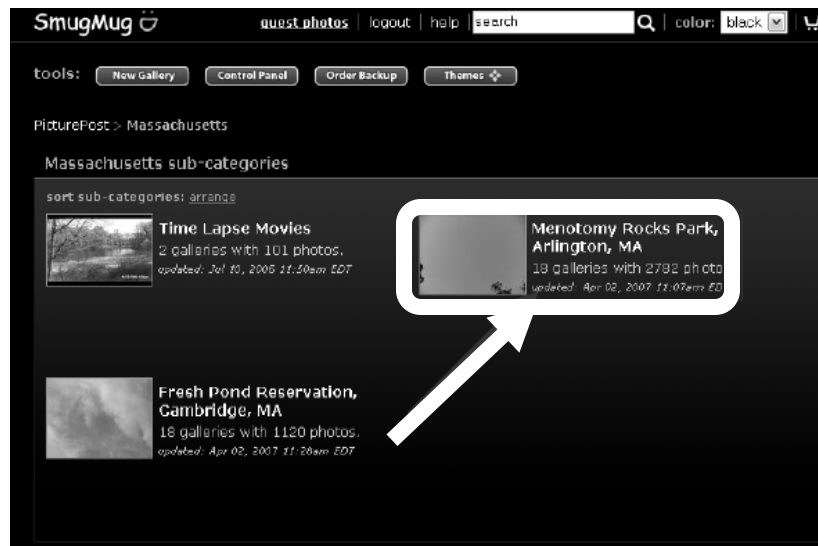 SmugMug
guest photos | logout | help | search | color: black
tools: New Gallery Control Panel Order Backup Themes
PicturePost > Massachusetts
Massachusetts sub-categories
sort sub-categories: arrange
Time Lapse Movies
2 galleries with 101 photos.
updated: Jul 10, 2006 11:50am EDT
Menotomy Rocks Park,
Arlington, MA
18 galleries with 2782 photo
updated: Apr 02, 2007 11:07am ED
Fresh Pond Reservation,
Cambridge, MA
18 galleries with 1120 photos.
updated: Apr 02, 2007 11:28am EDT